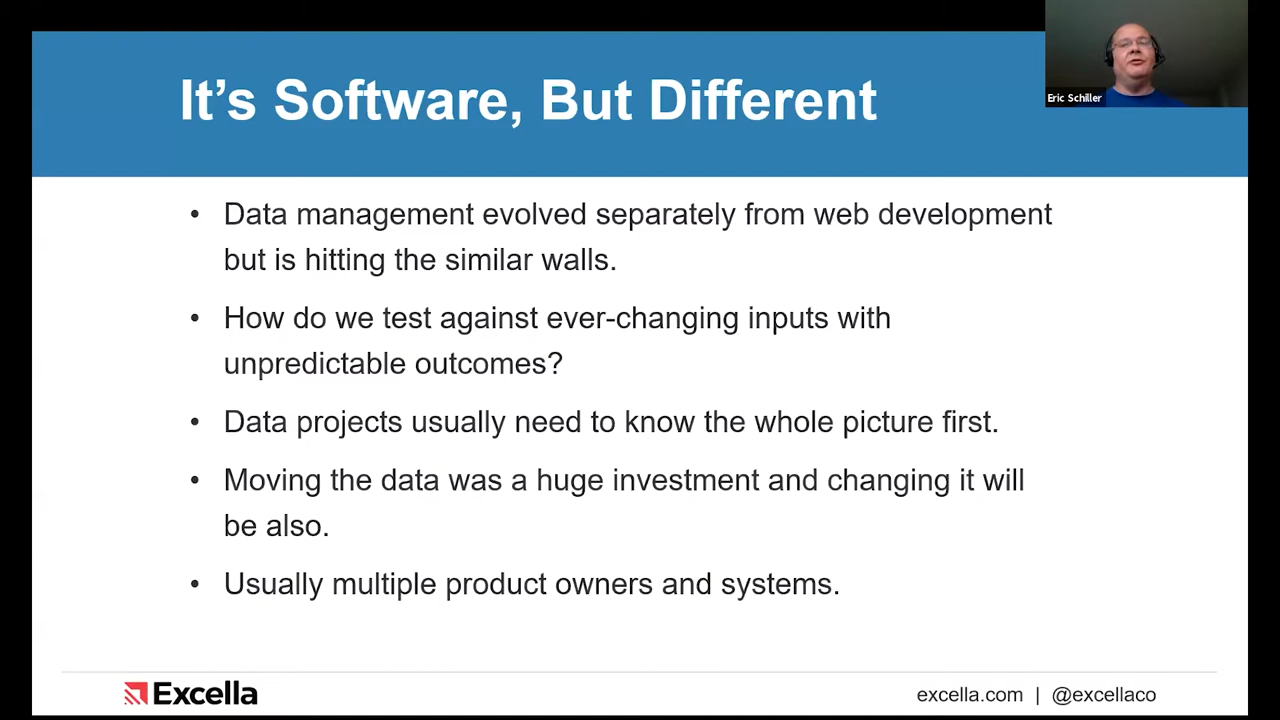 It's Software, But Different
Eric Schiller
• Data management evolved separately from web development
but is hitting the similar walls.
• How do we test against ever-changing inputs with
unpredictable outcomes?
• Data projects usually need to know the whole picture first.
• Moving the data was a huge investment and changing it will
be also.
• Usually multiple product owners and systems.
Excella
excella.com | @excellaco